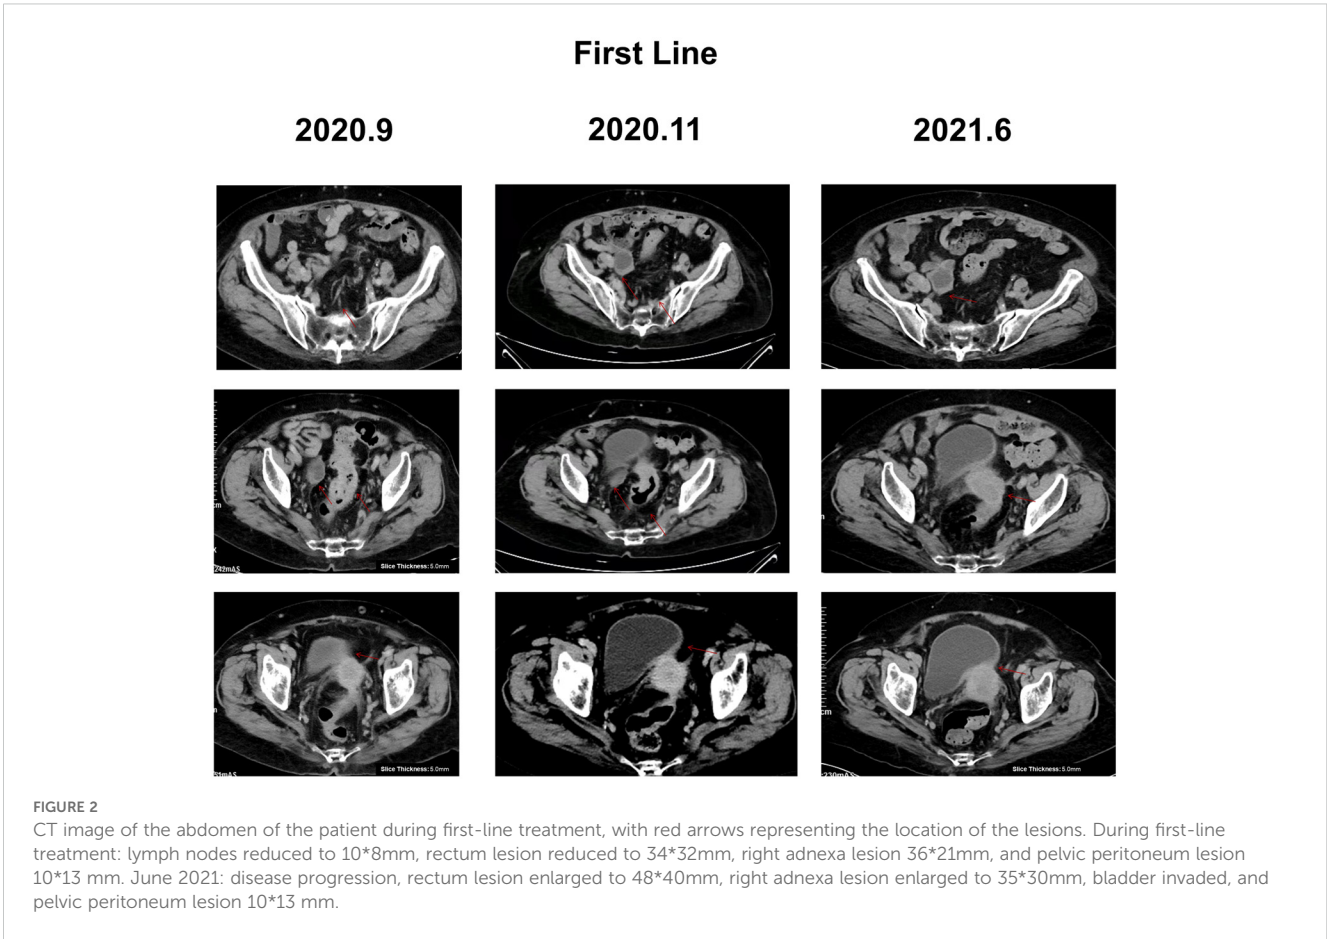 First Line
2020.9
2020.11
2021.6
cm
242mAS
Slice Thickness: 5.0mm
Slice Thickness: 5.0mm
cm
230mAS
Slice Thickness: 5.0mm
FIGURE 2
CT image of the abdomen of the patient during first-line treatment, with red arrows representing the location of the lesions. During first-line
treatment: lymph nodes reduced to 10*8mm, rectum lesion reduced to 34*32mm, right adnexa lesion 36*21mm, and pelvic peritoneum lesion
10*13 mm. June 2021: disease progression, rectum lesion enlarged to 48*40mm, right adnexa lesion enlarged to 35*30mm, bladder invaded, and
pelvic peritoneum lesion 10*13 mm.